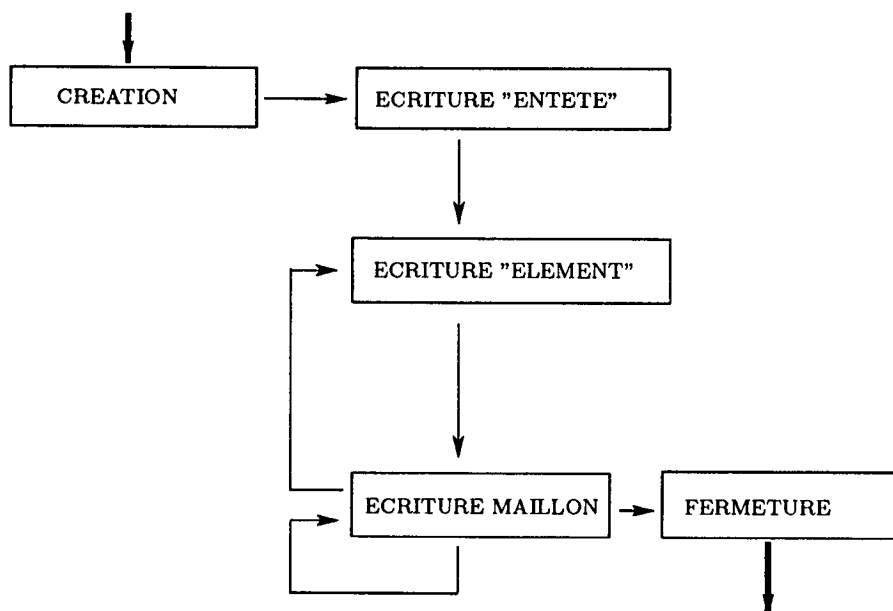 CREATION
ECRITURE "ENTETE"
ECRITURE "ELEMENT"
ECRITURE MAILLON
FERMETURE